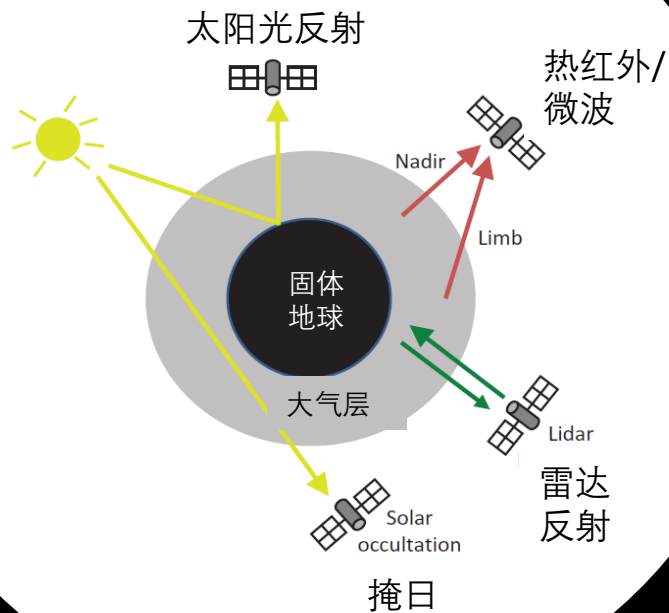 太阳光反射
热红外/
微波
Nadir
Limb
固体
地球
大气层
Lidar
雷达
反射
Solar
occultation
掩日